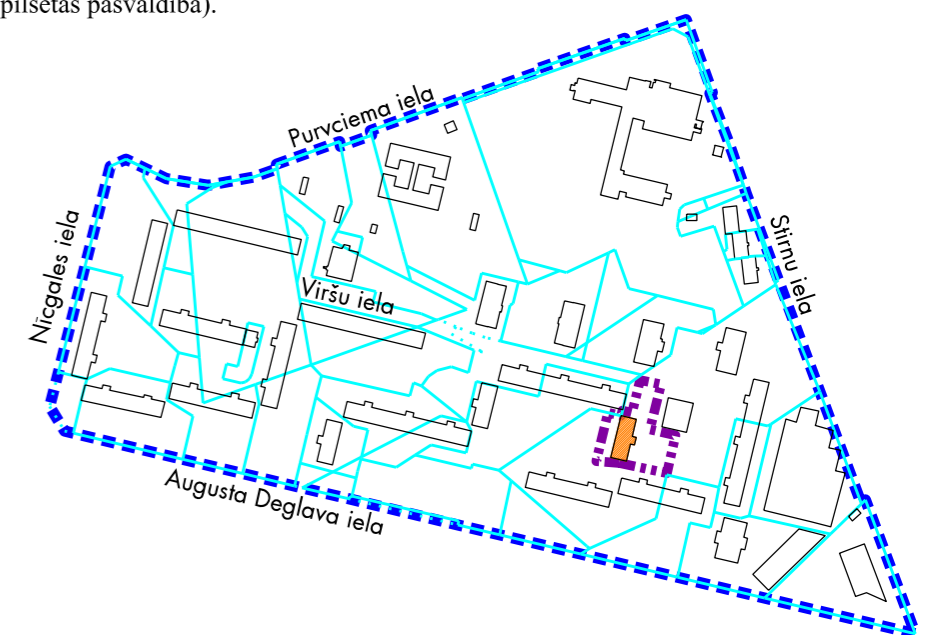 pilsētas pašvaldība).
Purvciema iela
Nīcgales iela
Stirnu iela
Viršu iela
Augusta Deglava iela